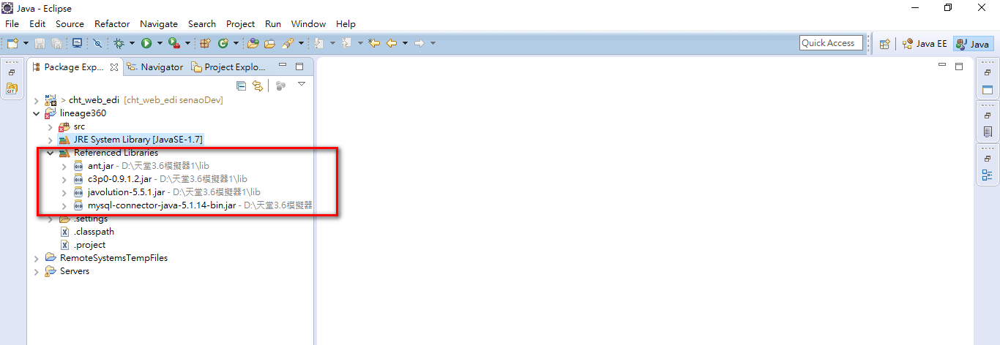 Java - Eclipse
File Edit Source Refactor Navigate Search Project Run Window Help
Quick Access Java EE Java
Package Exp... Navigator Project Explo...
> cht_web_edi [cht_web_edi senaoDev]
lineage360
src
JRE System Library [JavaSE-1.7]
Referenced Libraries
ant.jar - D:\天堂3.6模擬器1\lib
c3p0-0.9.1.2.jar - D:\天堂3.6模擬器1\lib
javolution-5.5.1.jar - D:\天堂3.6模擬器1\lib
mysql-connector-java-5.1.14-bin.jar - D:\天堂3.6模擬器
.settings
.classpath
.project
RemoteSystemsTempFiles
Servers